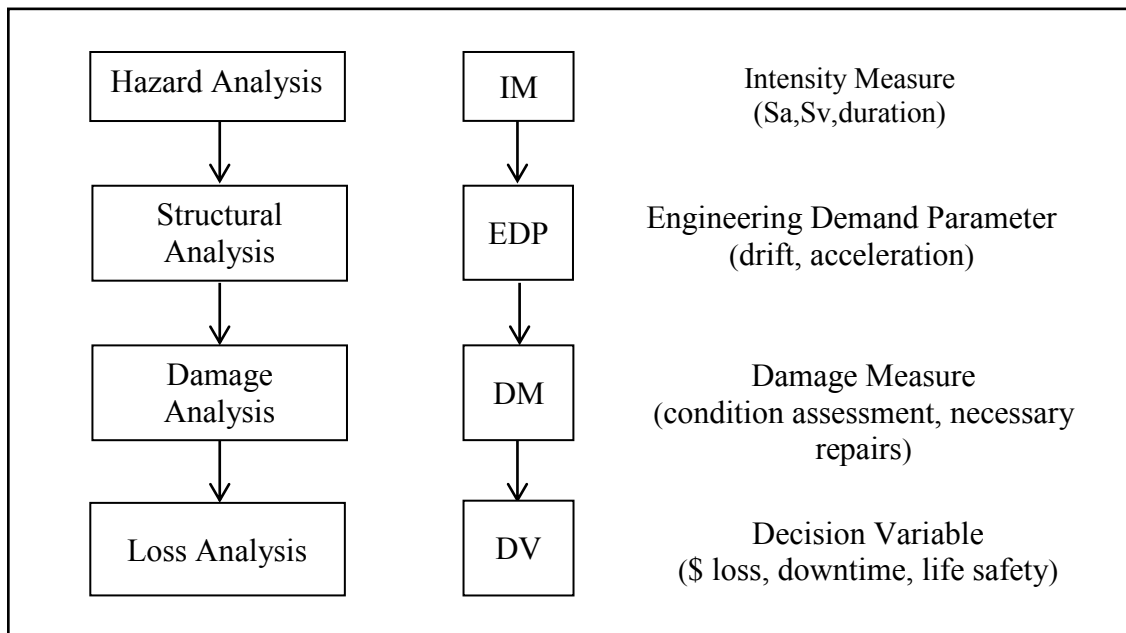 Hazard Analysis
IM
Intensity Measure
(Sa,Sv,duration)
Structural
Analysis
EDP
Engineering Demand Parameter
(drift, acceleration)
Damage
Analysis
DM
Damage Measure
(condition assessment, necessary
repairs)
Loss Analysis
DV
Decision Variable
($ loss, downtime, life safety)